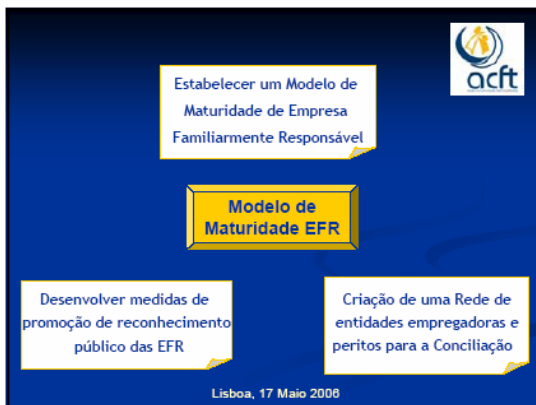 acft
Estabelecer um Modelo de
Maturidade de Empresa
Familiarmente Responsável
Modelo de
Maturidade EFR
Desenvolver medidas de
promoção de reconhecimento
público das EFR
Criação de uma Rede de
entidades empregadoras e
peritos para a Conciliação
Lisboa, 17 Maio 2006